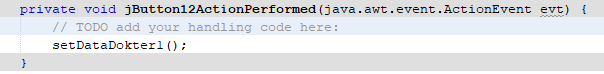 private void jButton12ActionPerformed(java.awt.event.ActionEvent evt) {
// TODO add your handling code here:
setDataDokter1();
}